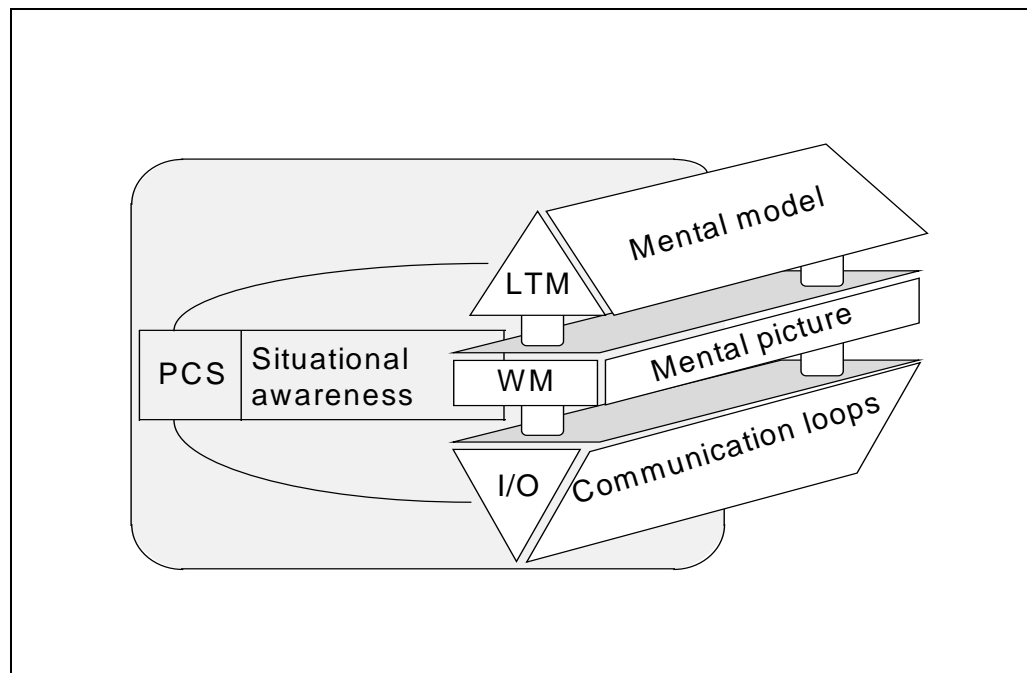 Mental model
LTM
PCS
Situational
awareness
WM
Mental picture
I/O
Communication loops